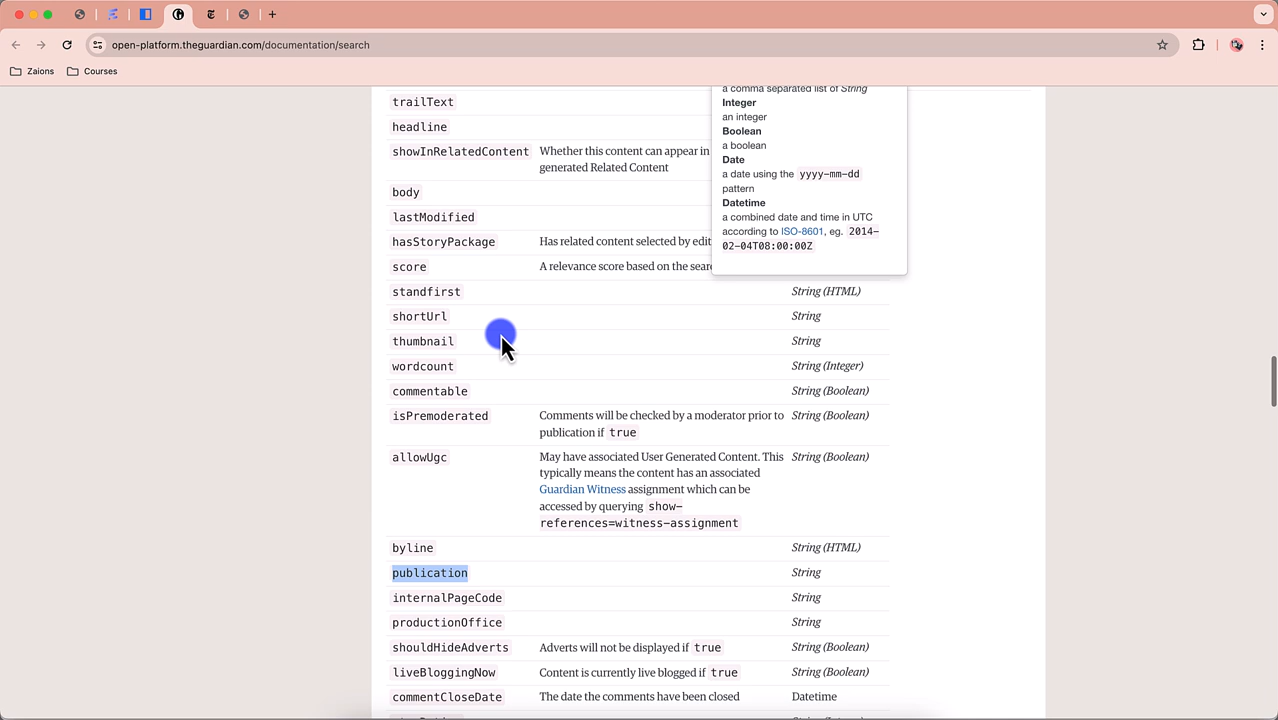 open-platform.theguardian.com/documentation/search
Zaions
Courses
trailText
headline
showInRelatedContent
Whether this content can appear in
generated Related Content
body
lastModified
hasStoryPackage
Has related content selected by edit
score
A relevance score based on the sear
a comma separated list of String
Integer
an integer
Boolean
a boolean
Date
a date using the yyyy-mm-dd
pattern
Datetime
a combined date and time in UTC
according to ISO-8601, eg. 2014-
02-04T08:00:00Z
standfirst String (HTML)
shortUrl String
thumbnail String
wordcount String (Integer)
commentable String (Boolean)
isPremoderated Comments will be checked by a moderator prior to String (Boolean)
publication if true
allowUgc May have associated User Generated Content. This String (Boolean)
typically means the content has an associated
Guardian Witness assignment which can be
accessed by querying show-
references=witness-assignment
byline String (HTML)
publication String
internalPageCode String
productionOffice String
shouldHideAdverts Adverts will not be displayed if true String (Boolean)
liveBloggingNow Content is currently live blogged if true String (Boolean)
commentCloseDate The date the comments have been closed Datetime